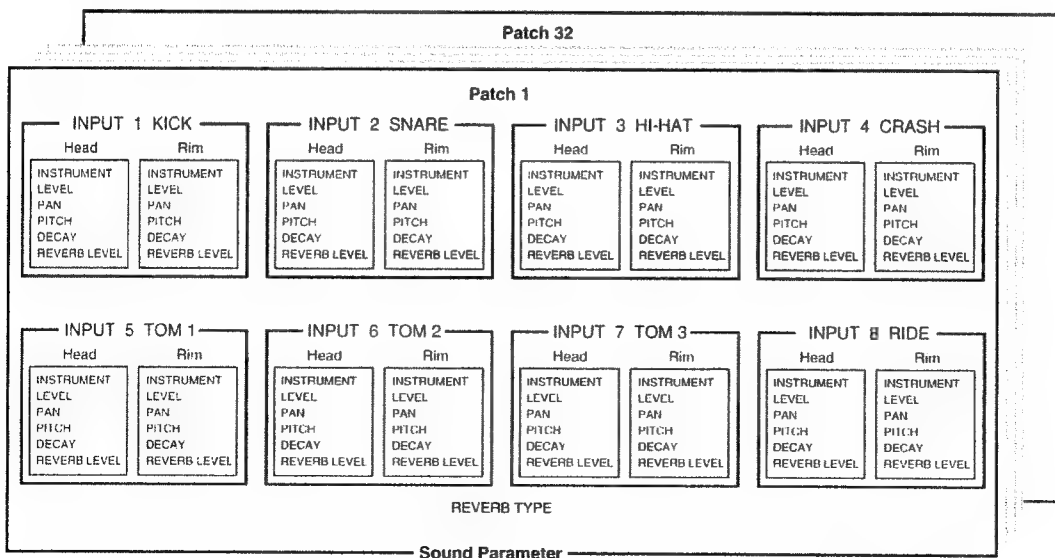 Patch 32
Patch 1
INPUT 1 KICK
Head Rim
INSTRUMENT INSTRUMENT
LEVEL LEVEL
PAN PAN
PITCH PITCH
DECAY DECAY
REVERB LEVEL REVERB LEVEL
INPUT 2 SNARE
Head Rim
INSTRUMENT INSTRUMENT
LEVEL LEVEL
PAN PAN
PITCH PITCH
DECAY DECAY
REVERB LEVEL REVERB LEVEL
INPUT 3 HI-HAT
Head Rim
INSTRUMENT INSTRUMENT
LEVEL LEVEL
PAN PAN
PITCH PITCH
DECAY DECAY
REVERB LEVEL REVERB LEVEL
INPUT 4 CRASH
Head Rim
INSTRUMENT INSTRUMENT
LEVEL LEVEL
PAN PAN
PITCH PITCH
DECAY DECAY
REVERB LEVEL REVERB LEVEL
INPUT 5 TOM 1
Head Rim
INSTRUMENT INSTRUMENT
LEVEL LEVEL
PAN PAN
PITCH PITCH
DECAY DECAY
REVERB LEVEL REVERB LEVEL
INPUT 6 TOM 2
Head Rim
INSTRUMENT INSTRUMENT
LEVEL LEVEL
PAN PAN
PITCH PITCH
DECAY DECAY
REVERB LEVEL REVERB LEVEL
INPUT 7 TOM 3
Head Rim
INSTRUMENT INSTRUMENT
LEVEL LEVEL
PAN PAN
PITCH PITCH
DECAY DECAY
REVERB LEVEL REVERB LEVEL
INPUT 8 RIDE
Head Rim
INSTRUMENT INSTRUMENT
LEVEL LEVEL
PAN PAN
PITCH PITCH
DECAY DECAY
REVERB LEVEL REVERB LEVEL
REVERB TYPE
Sound Parameter